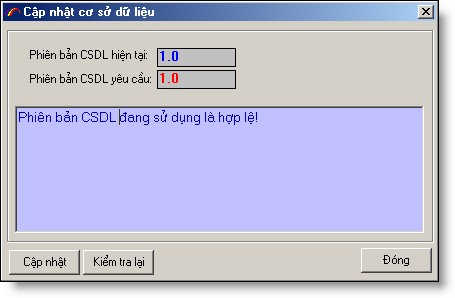 Cập nhật cơ sở dữ liệu
Phiên bản CSDL hiện tại: 1.0
Phiên bản CSDL yêu cầu: 1.0
Phiên bản CSDL đang sử dụng là hợp lệ!
Cập nhật Kiểm tra lại Đóng